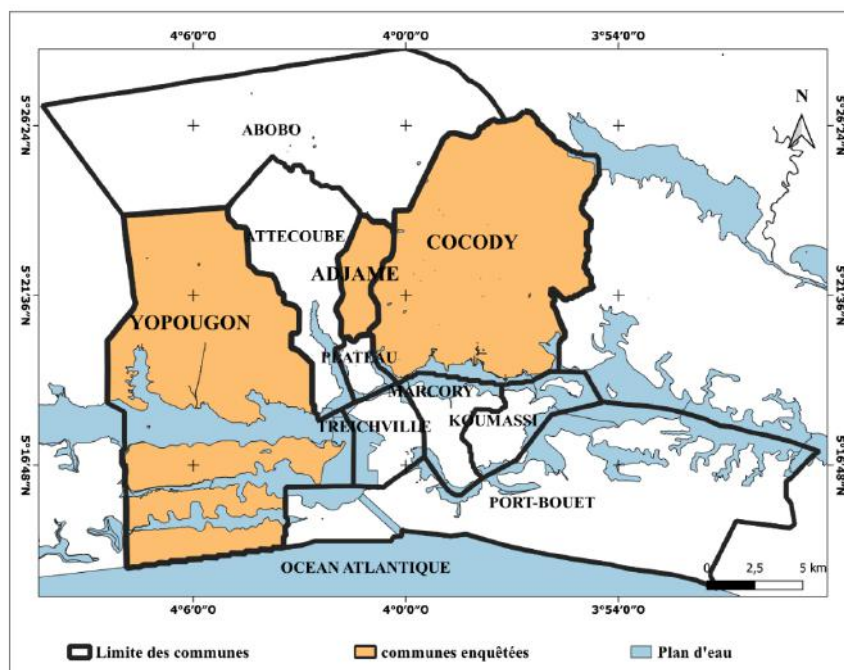 4°6'0"O 4°0'0"O 3°54'0"O
N
5°26'24"N 5°26'24"N
ABOBO
ATTECOUBE
COCODY
ADJAME
5°21'36"N 5°21'36"N
YOPOUGON
PLATEAU
MARCORY
TREICHVILLE
KOUMASSI
5°16'48"N 5°16'48"N
PORT-BOUET
OCEAN ATLANTIQUE
0 2,5 5 km
4°6'0"O 4°0'0"O 3°54'0"O
Limite des communes communes enquêtées Plan d'eau